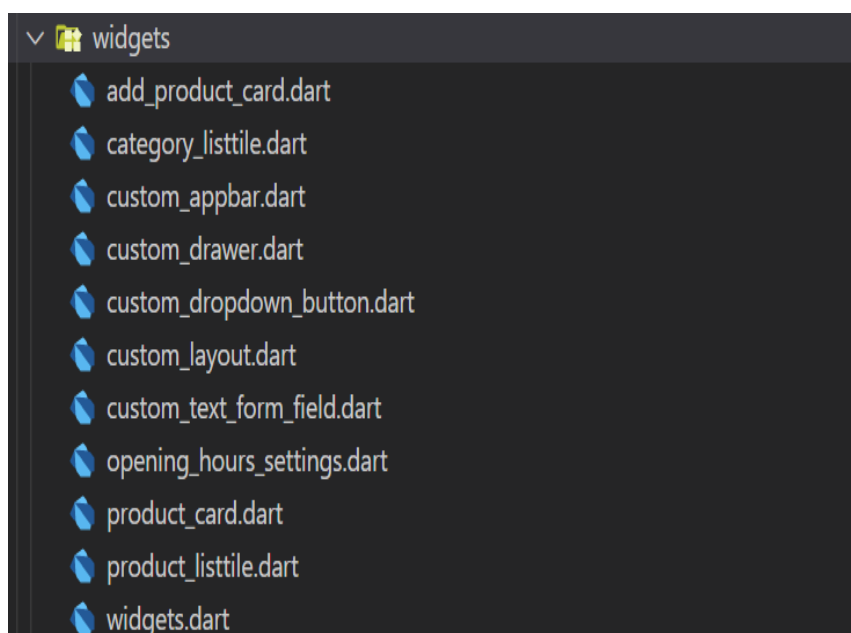 widgets
add_product_card.dart
category_listtile.dart
custom_appbar.dart
custom_drawer.dart
custom_dropdown_button.dart
custom_layout.dart
custom_text_form_field.dart
opening_hours_settings.dart
product_card.dart
product_listtile.dart
widgets.dart